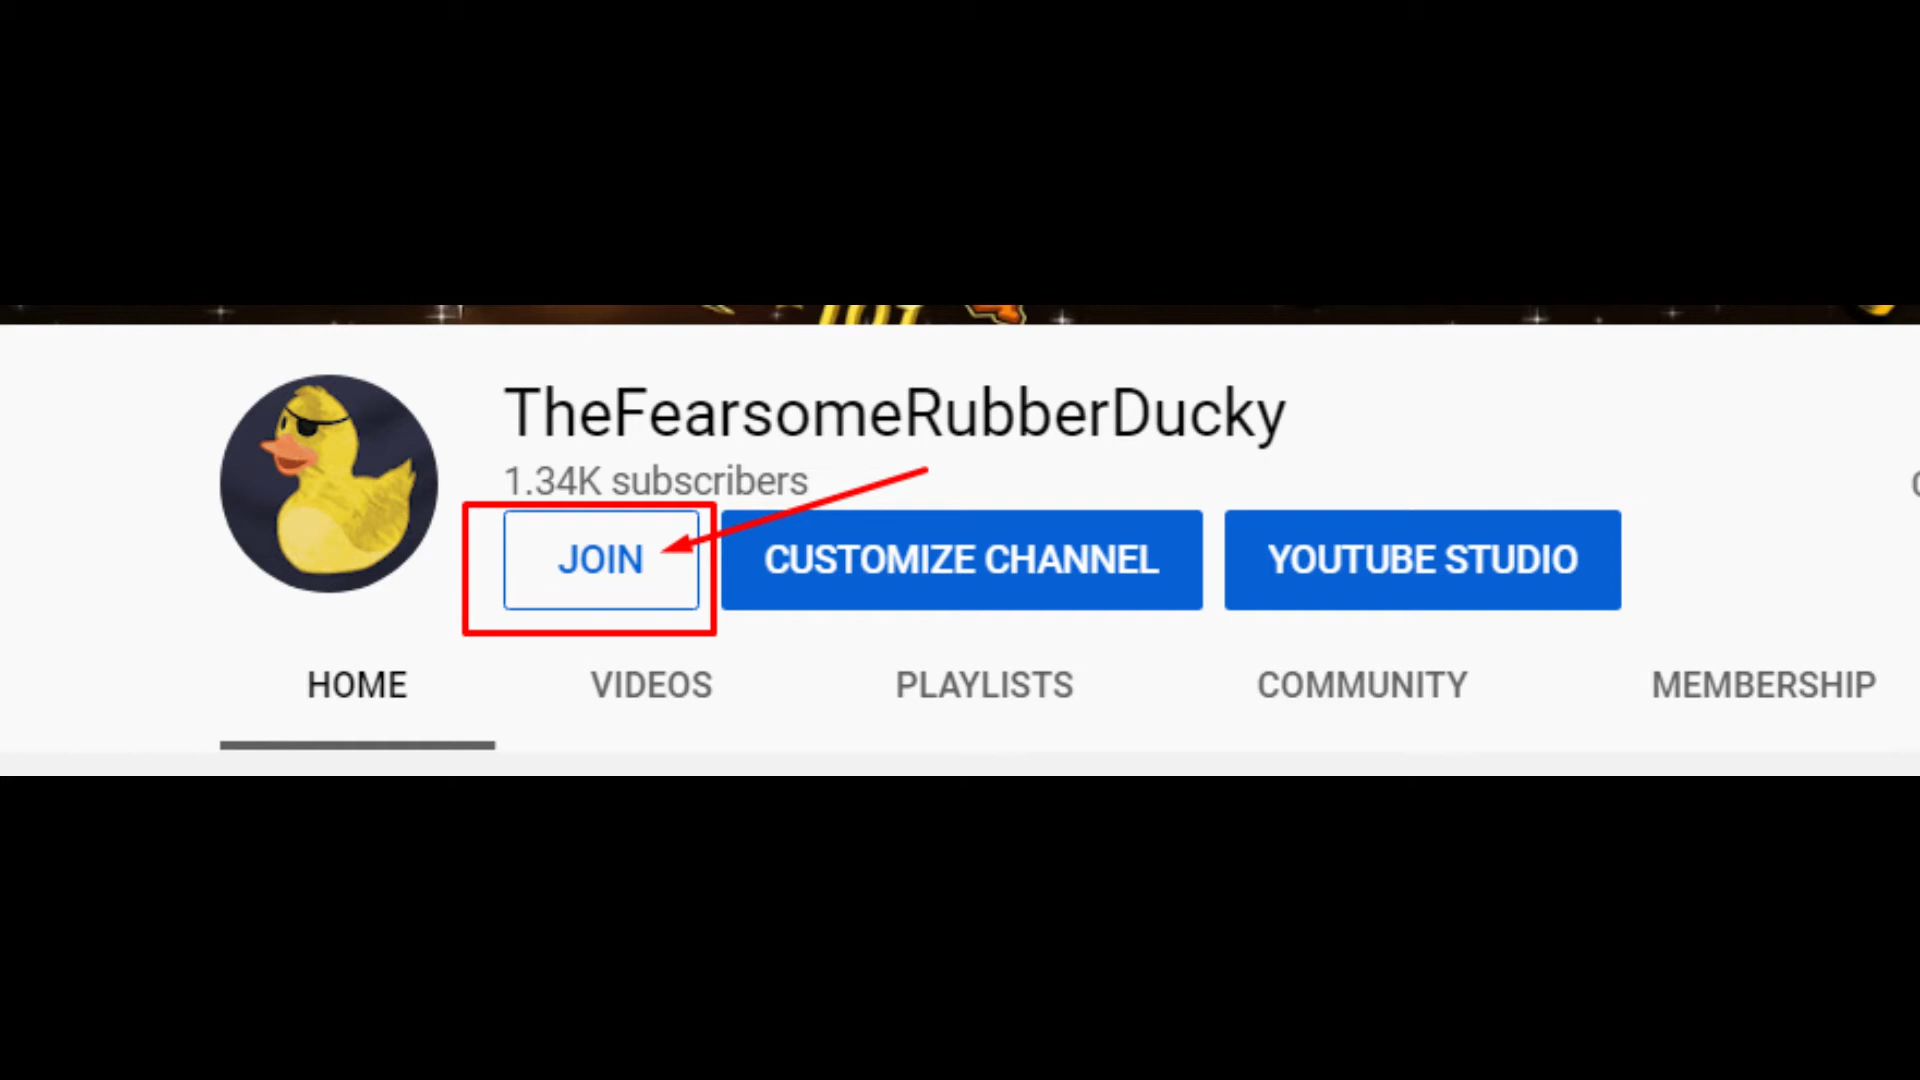 TheFearsomeRubberDucky
1.34K subscribers
JOIN CUSTOMIZE CHANNEL YOUTUBE STUDIO
HOME VIDEOS PLAYLISTS COMMUNITY MEMBERSHIP